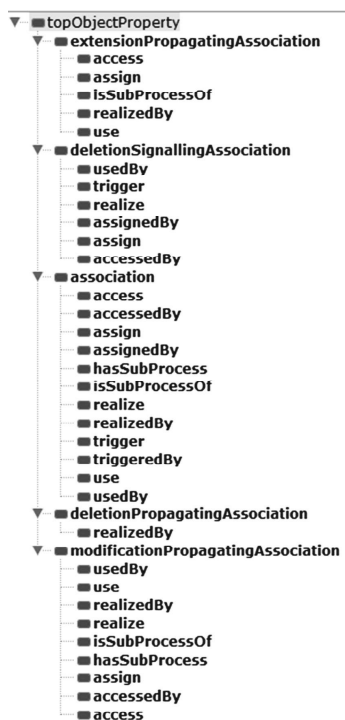 topObjectProperty
extensionPropagatingAssociation
access
assign
isSubProcessOf
realizedBy
use
deletionSignallingAssociation
usedBy
trigger
realize
assignedBy
assign
accessedBy
association
access
accessedBy
assign
assignedBy
hasSubProcess
isSubProcessOf
realize
realizedBy
trigger
triggeredBy
use
usedBy
deletionPropagatingAssociation
realizedBy
modificationPropagatingAssociation
usedBy
use
realizedBy
realize
isSubProcessOf
hasSubProcess
assign
accessedBy
access